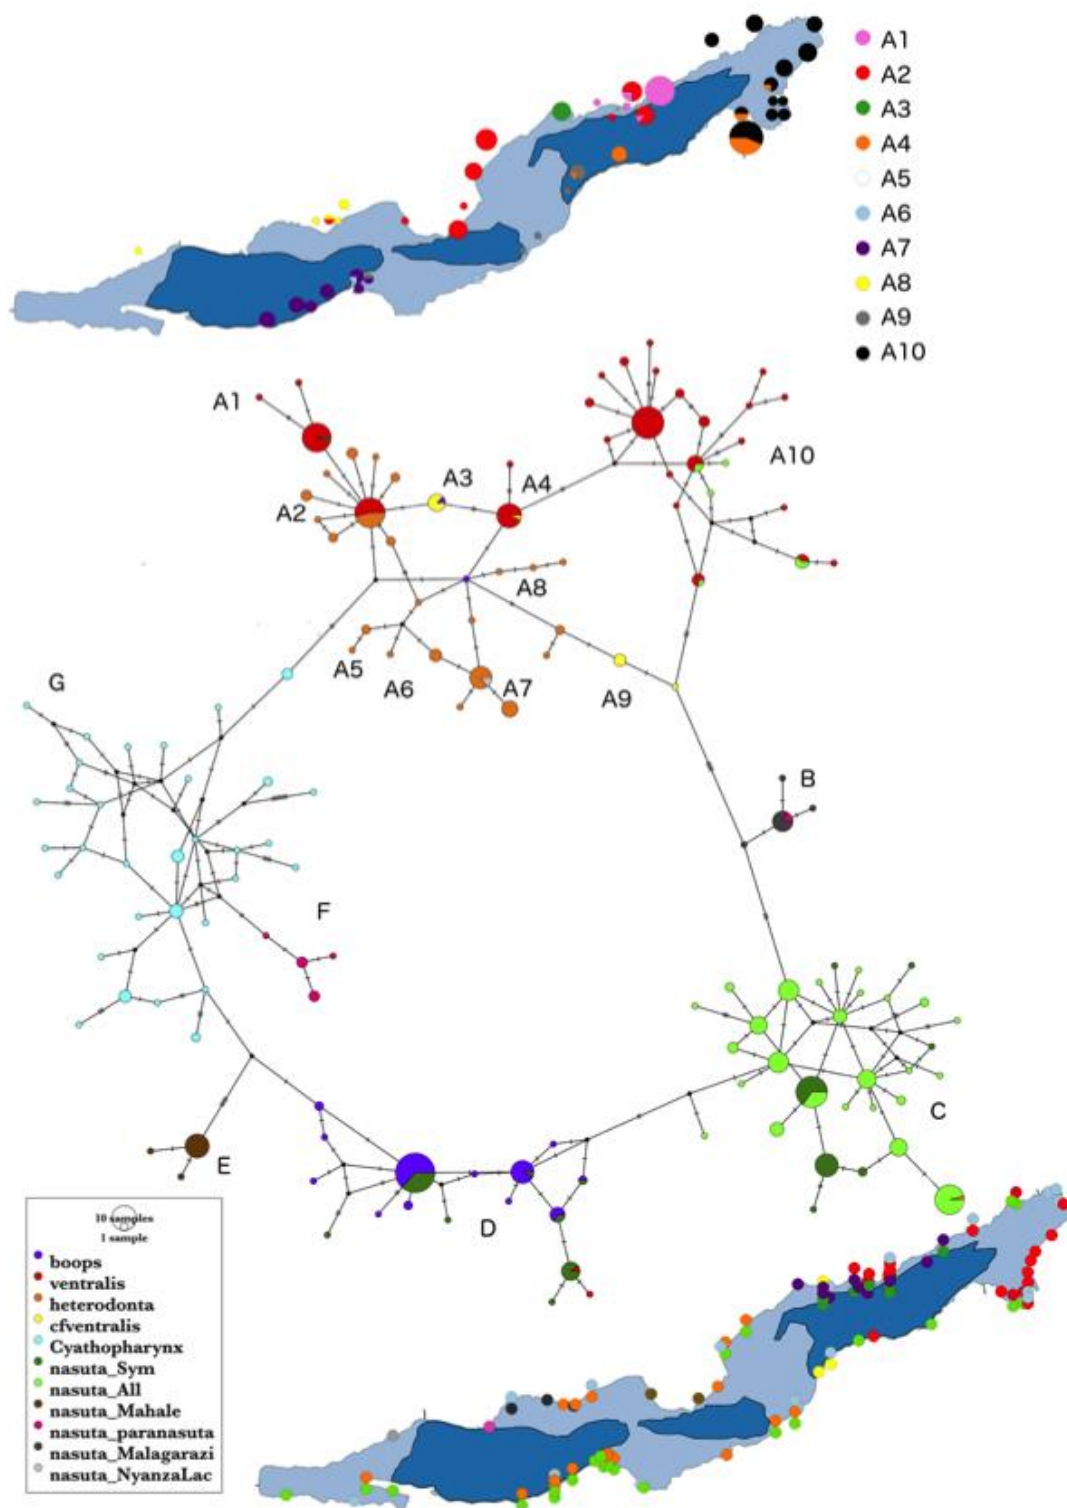 A1
A2
A3
A4
A5
A6
A7
A8
A9
A10
A1
A3
A4
A10
A2
A8
A5
A6
A7
A9
G
B
F
C
E
D
10 samples
1 sample
boops
ventralis
heterodonta
cfventralis
Cyathopharynx
nasuta_Sym
nasuta_All
nasuta_Mahale
nasuta_paranasuta
nasuta_Malagarazi
nasuta_NyanzaLac